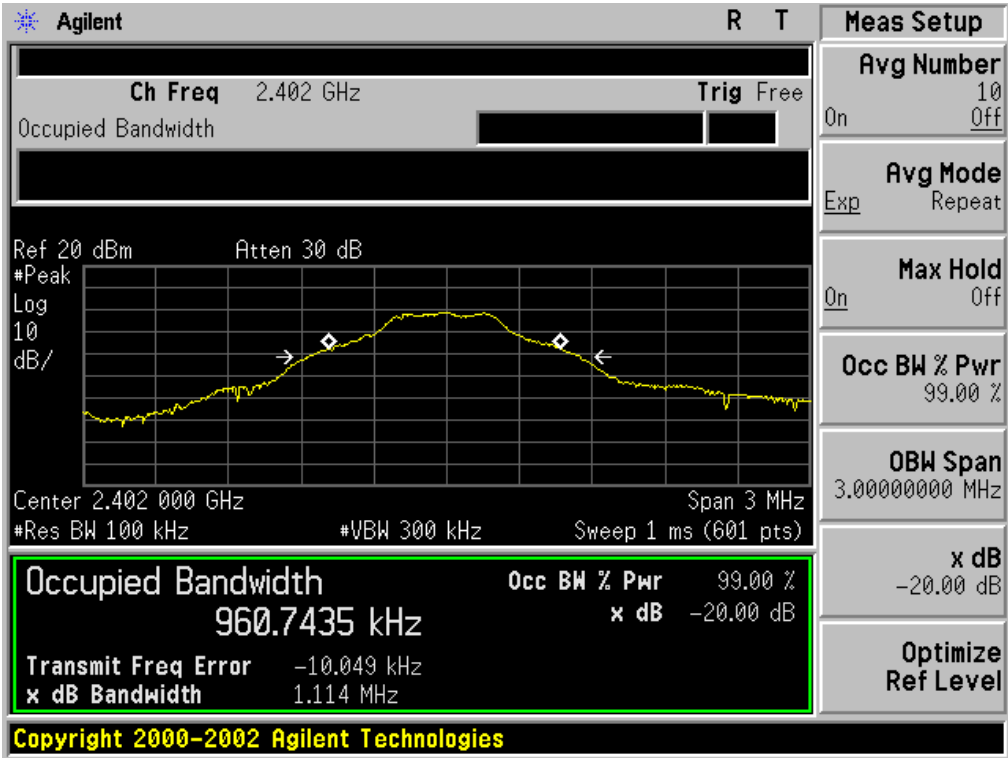 Agilent R T
Ch Freq 2.402 GHz Trig Free
Occupied Bandwidth
Ref 20 dBm Atten 30 dB
#Peak
Log
10
dB/
Center 2.402 000 GHz Span 3 MHz
#Res BW 100 kHz #VBW 300 kHz Sweep 1 ms (601 pts)
Occupied Bandwidth Occ BW % Pwr 99.00 %
960.7435 kHz x dB -20.00 dB
Transmit Freq Error -10.049 kHz
x dB Bandwidth 1.114 MHz
Copyright 2000-2002 Agilent Technologies
Meas Setup
Avg Number
10
On Off
Avg Mode
Exp Repeat
Max Hold
On Off
Occ BW % Pwr
99.00 %
OBW Span
3.00000000 MHz
x dB
-20.00 dB
Optimize
Ref Level